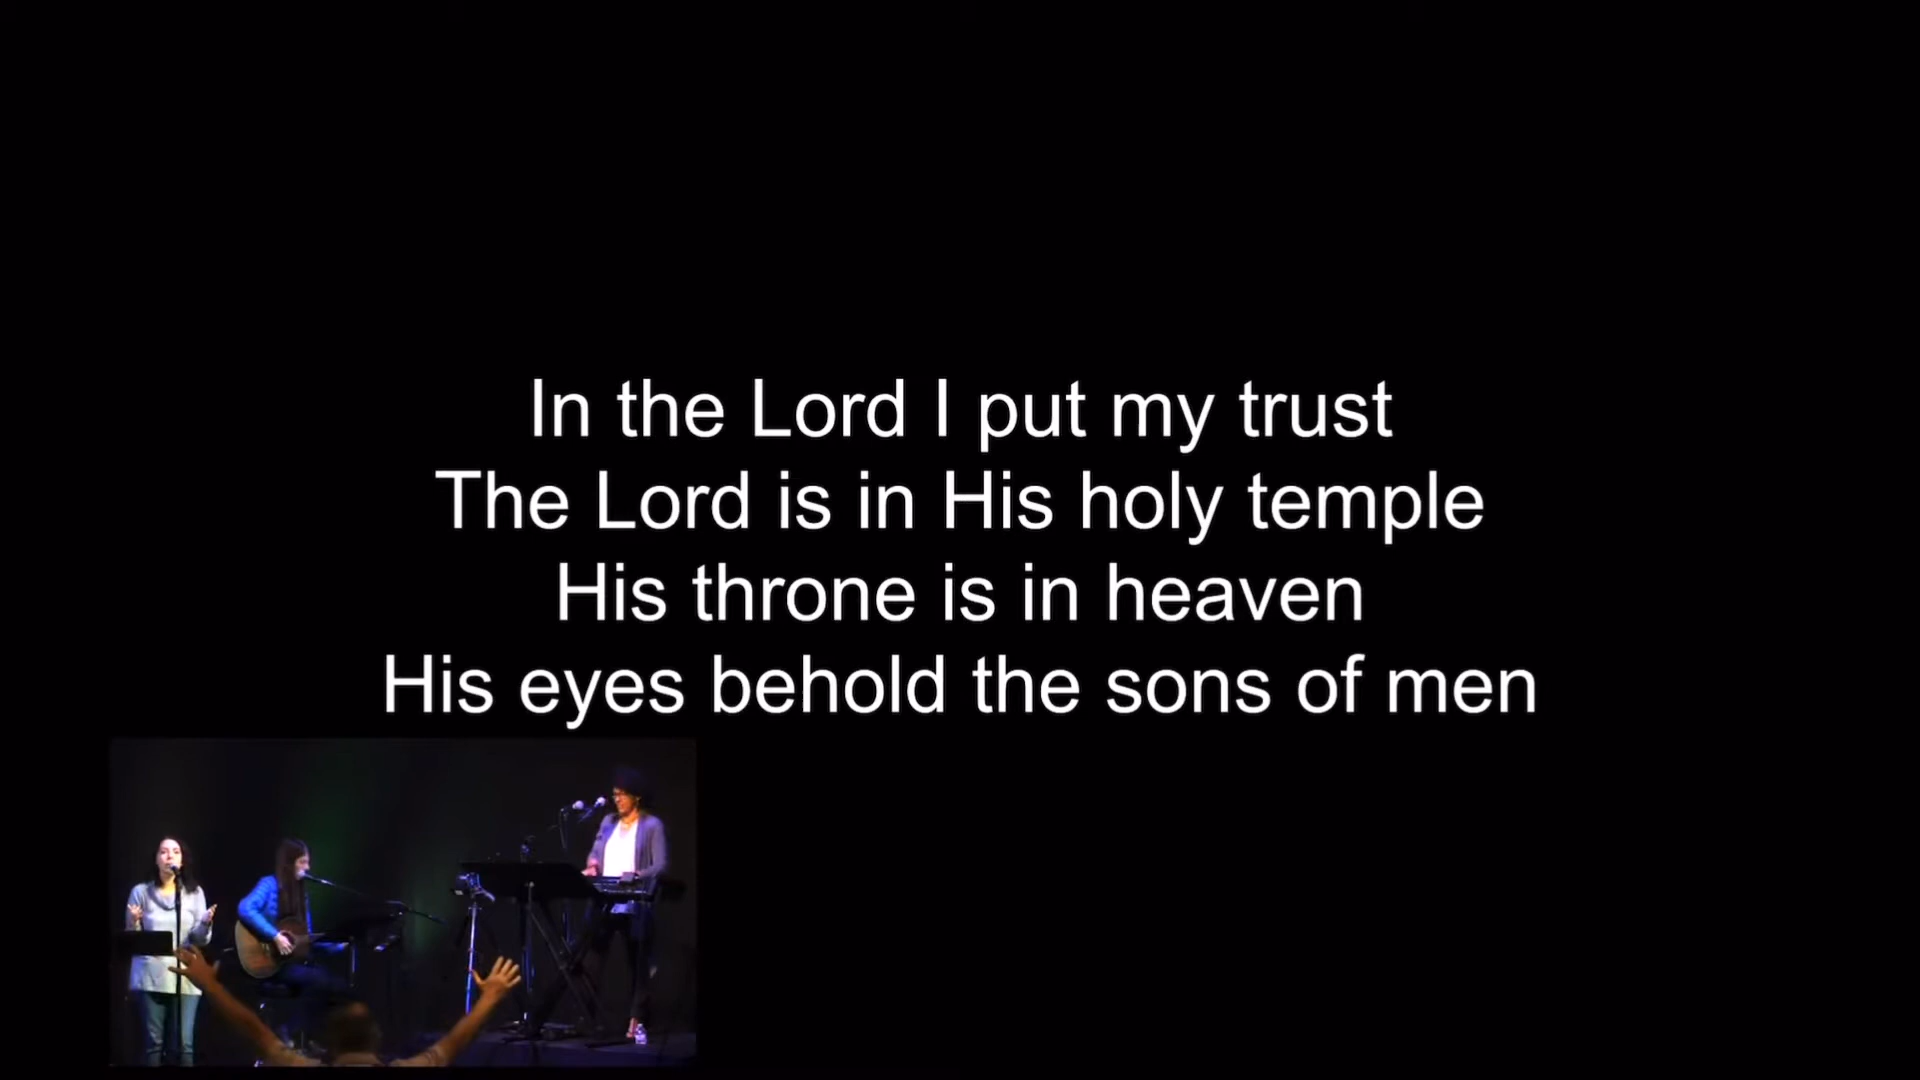 In the Lord I put my trust
The Lord is in His holy temple
His throne is in heaven
His eyes behold the sons of men